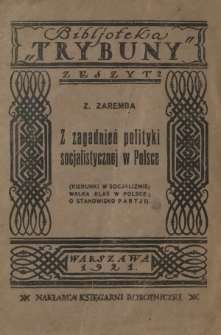 Bibljoteka
„TRYBUNY”
ZESZYT 2
Z. ZAREMBA
Z zagadnień polityki
socjalistycznej w Polsce
(KIERUNKI W SOCJALIZMIE;
WALKA KLAS W POLSCE;
O STANOWISKO PARTJI).
WARSZAWA
1921.
NAKŁADEM KSIĘGARNI ROBOTNICZEJ